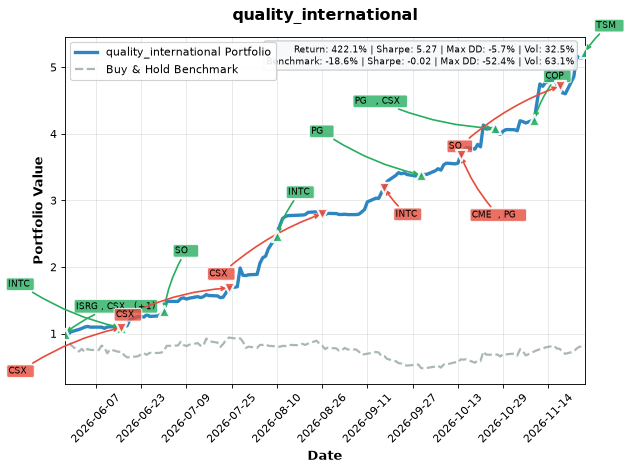 quality_international
TSM
quality_international Portfolio
Buy & Hold Benchmark
Return: 422.1% | Sharpe: 5.27 | Max DD: -5.7% | Vol: 32.5%
Benchmark: -18.6% | Sharpe: -0.02 | Max DD: -52.4% | Vol: 63.1%
COP
PG , CSX
PG
SO
INTC
INTC
CME , PG
SO
CSX
INTC
ISRG , CSX (+1)
CSX
CSX
5
4
3
2
1
Portfolio Value
2026-06-07
2026-06-23
2026-07-09
2026-07-25
2026-08-10
2026-08-26
2026-09-11
2026-09-27
2026-10-13
2026-10-29
2026-11-14
Date